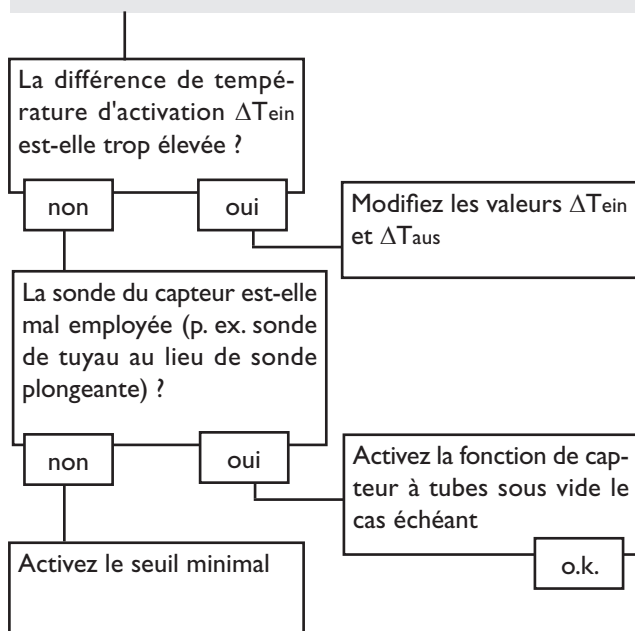 La différence de tempé-
rature d'activation ΔTein
est-elle trop élevée ?
non
oui
Modifiez les valeurs ΔTein
et ΔTaus
La sonde du capteur est-elle
mal employée (p. ex. sonde
de tuyau au lieu de sonde
plongeante) ?
non
oui
Activez la fonction de cap-
teur à tubes sous vide le
cas échéant
o.k.
Activez le seuil minimal